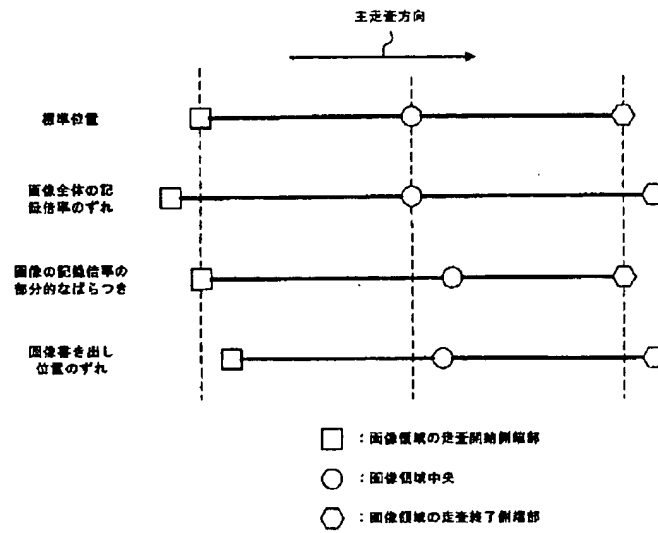 主走査方向
標準位置
画像全体の記
録倍率のずれ
画像の記録倍率の
部分的なばらつき
画像書き出し
位置のずれ
：画像領域の走査開始側端部
：画像領域中央
：画像領域の走査終了側端部